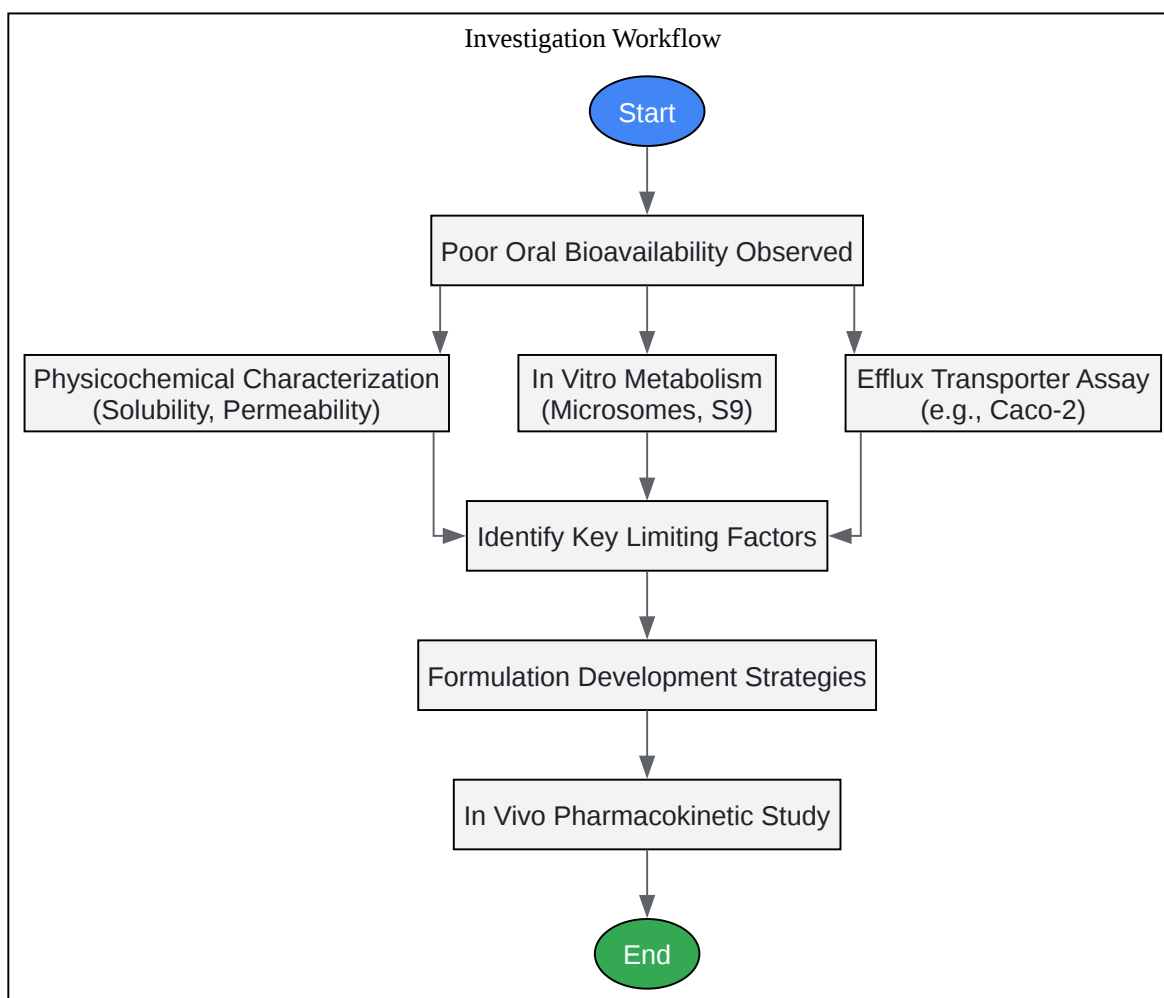 Investigation Workflow
Start
Poor Oral Bioavailability Observed
Physicochemical Characterization
(Solubility, Permeability)
In Vitro Metabolism
(Microsomes, S9)
Efflux Transporter Assay
(e.g., Caco-2)
Identify Key Limiting Factors
Formulation Development Strategies
In Vivo Pharmacokinetic Study
End